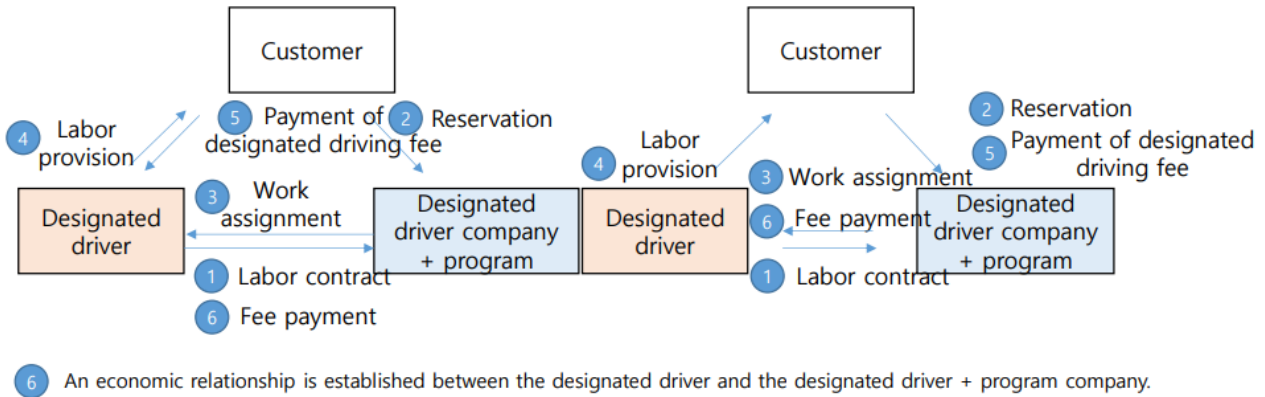 Customer
4
Labor
provision
5
Payment of
designated driving fee
2
Reservation
Designated
driver
3
Work
assignment
Designated
driver company
+ program
1
Labor contract
6
Fee payment
Customer
2
Reservation
5
Payment of designated
driving fee
4
Labor
provision
3
Work assignment
6
Fee payment
Designated
driver
Designated
driver company
+ program
1
Labor contract
6
An economic relationship is established between the designated driver and the designated driver + program company.